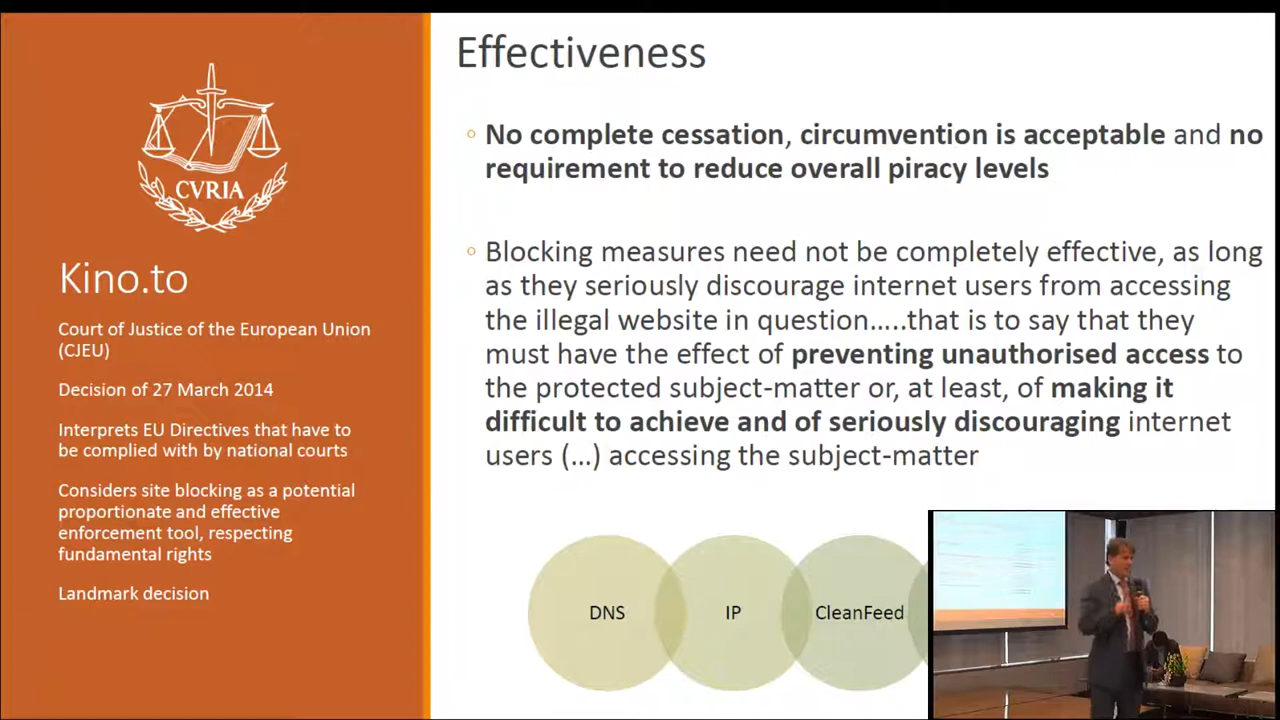 CVRIA
Kino.to
Court of Justice of the European Union
(CJEU)
Decision of 27 March 2014
Interprets EU Directives that have to
be complied with by national courts
Considers site blocking as a potential
proportionate and effective
enforcement tool, respecting
fundamental rights
Landmark decision
Effectiveness
No complete cessation, circumvention is acceptable and no
requirement to reduce overall piracy levels
Blocking measures need not be completely effective, as long
as they seriously discourage internet users from accessing
the illegal website in question…..that is to say that they
must have the effect of preventing unauthorised access to
the protected subject-matter or, at least, of making it
difficult to achieve and of seriously discouraging internet
users (…) accessing the subject-matter
DNS
IP
CleanFeed